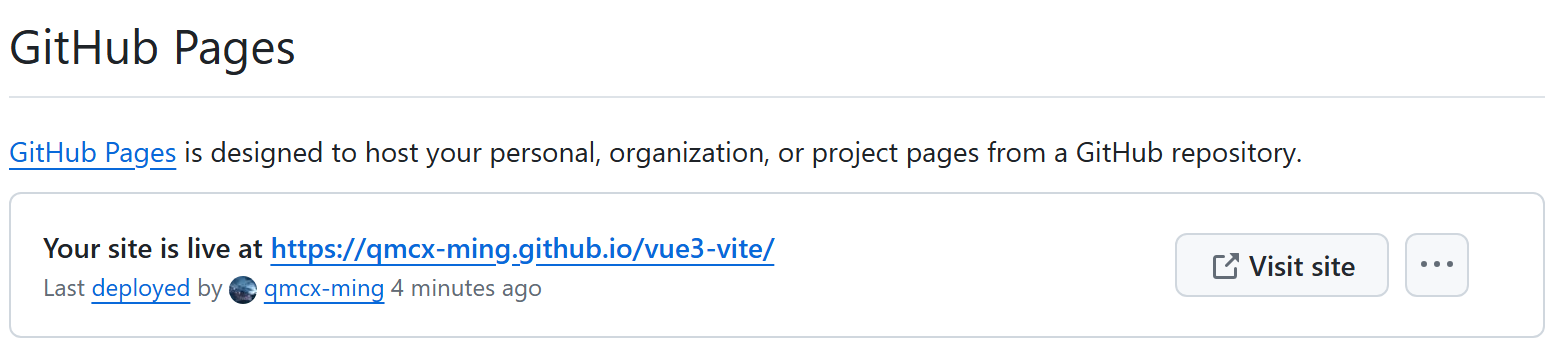 GitHub Pages
GitHub Pages is designed to host your personal, organization, or project pages from a GitHub repository.
Your site is live at https://qmcx-ming.github.io/vue3-vite/
Last deployed by qmcx-ming 4 minutes ago
Visit site